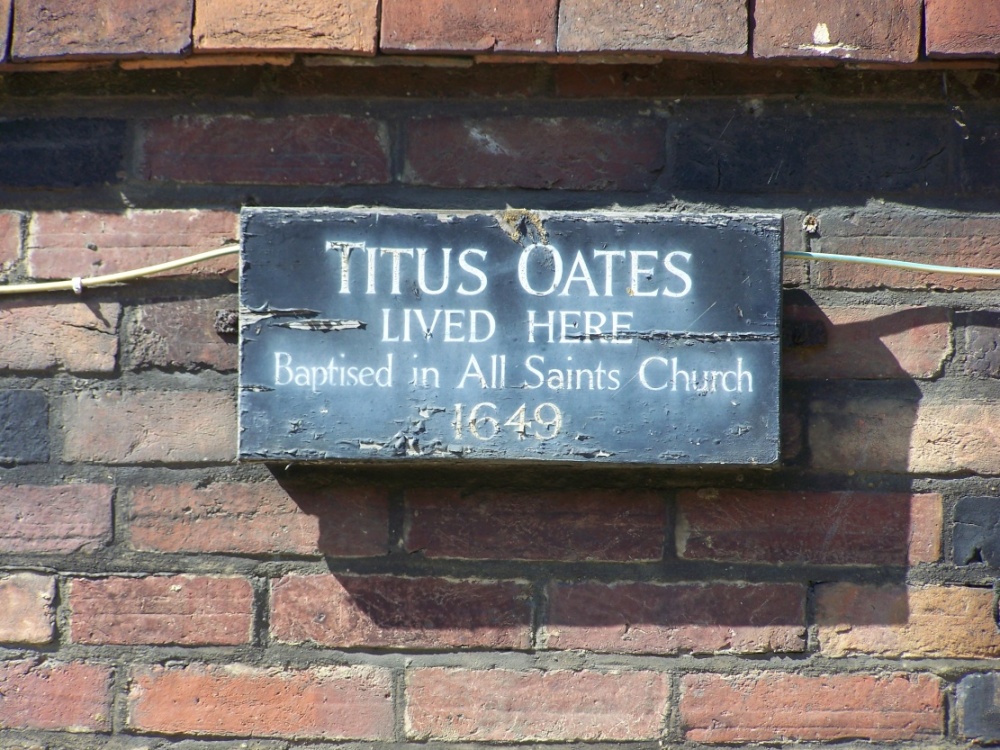 TITUS OATES
LIVED HERE
Baptised in All Saints Church
1649